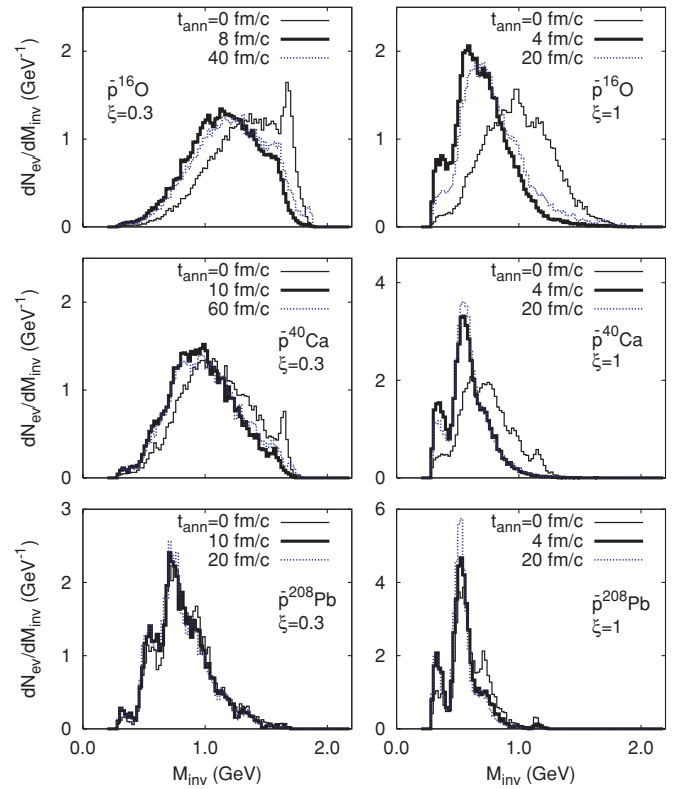 t_ann=0 fm/c
8 fm/c
40 fm/c
p̄¹⁶O
ξ=0.3
dN_ev/dM_inv (GeV⁻¹)
2
1
0
t_ann=0 fm/c
4 fm/c
20 fm/c
p̄¹⁶O
ξ=1
2
1
0
t_ann=0 fm/c
10 fm/c
60 fm/c
p̄⁴⁰Ca
ξ=0.3
dN_ev/dM_inv (GeV⁻¹)
2
1
0
t_ann=0 fm/c
4 fm/c
20 fm/c
p̄⁴⁰Ca
ξ=1
4
2
0
t_ann=0 fm/c
10 fm/c
20 fm/c
p̄²⁰⁸Pb
ξ=0.3
dN_ev/dM_inv (GeV⁻¹)
3
2
1
0
0.0 1.0 2.0
M_inv (GeV)
t_ann=0 fm/c
4 fm/c
20 fm/c
p̄²⁰⁸Pb
ξ=1
6
4
2
0
0.0 1.0 2.0
M_inv (GeV)